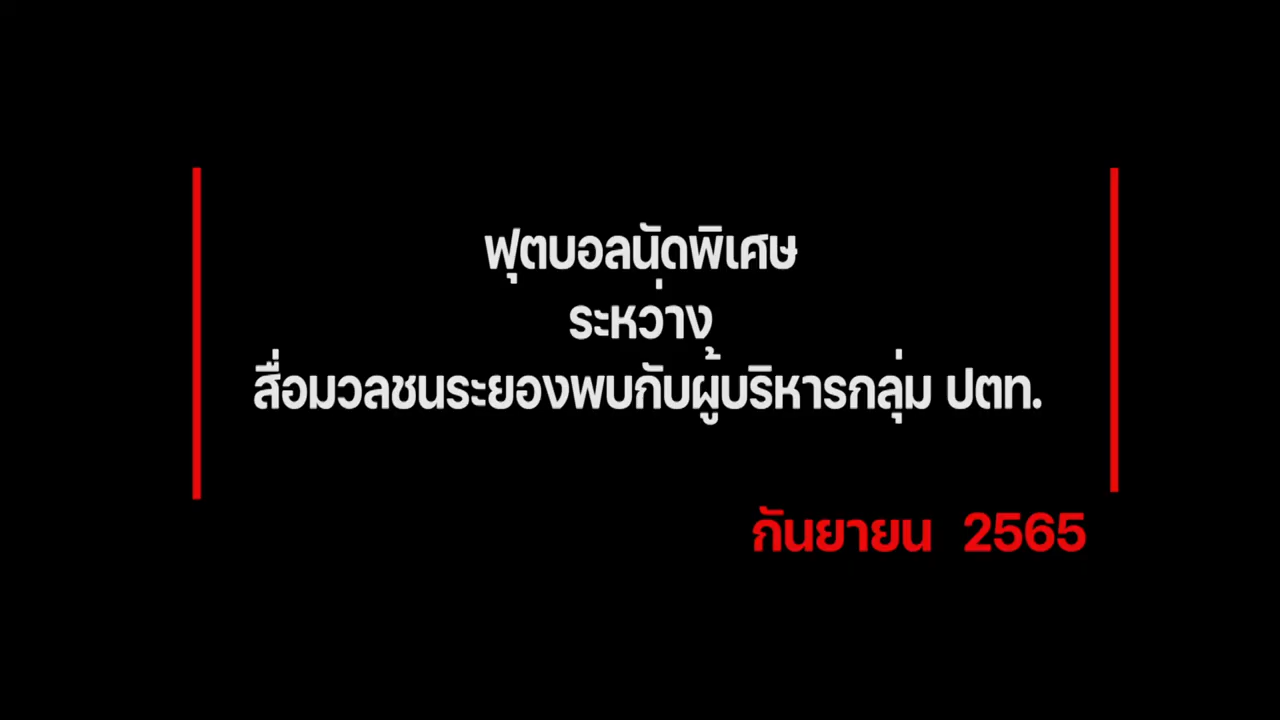 ฟุตบอลนัดพิเศษ
ระหว่าง
สื่อมวลชนระยองพบกับผู้บริหารกลุ่ม ปตท.
กันยายน 2565